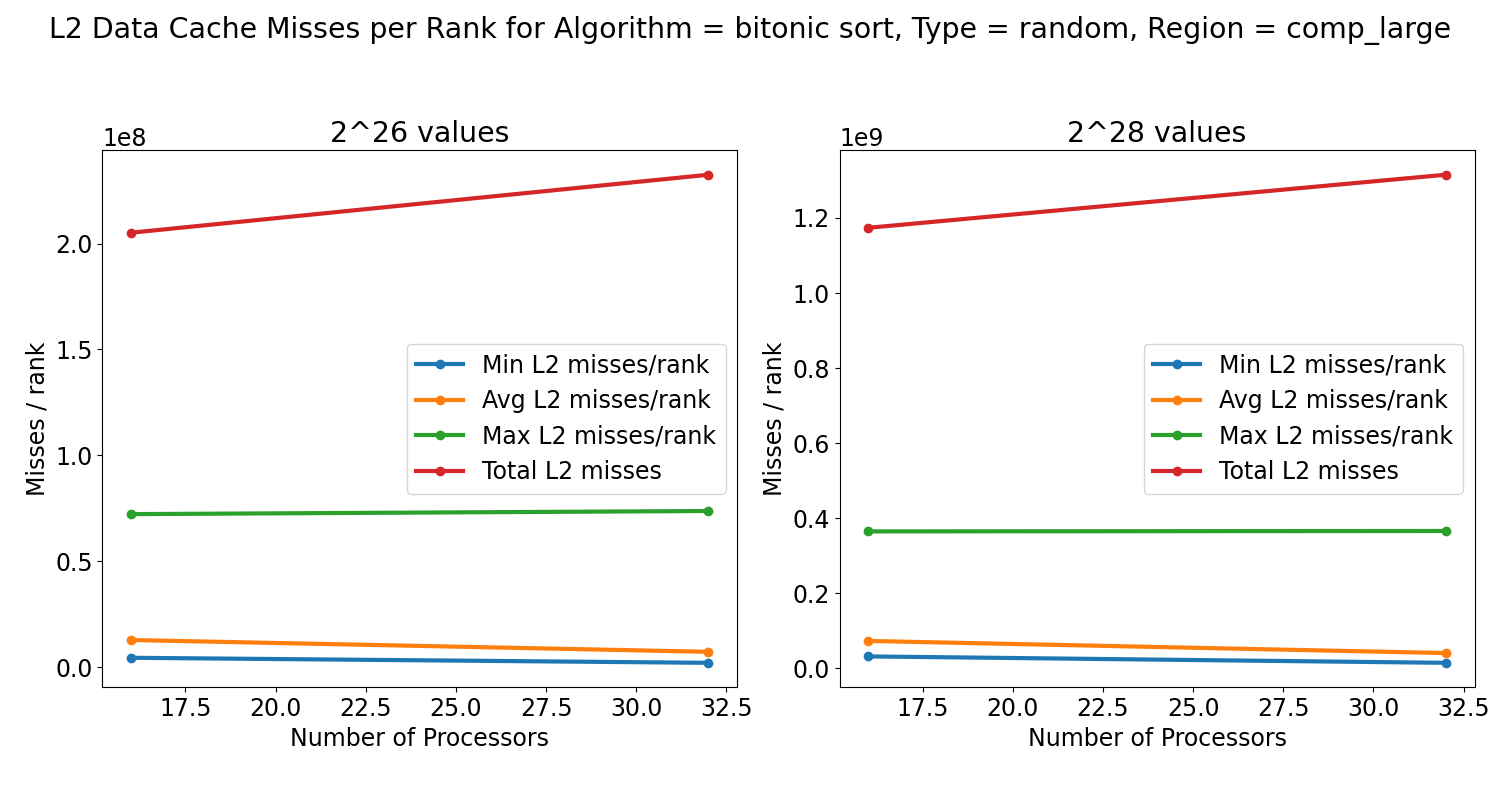 L2 Data Cache Misses per Rank for Algorithm = bitonic sort, Type = random, Region = comp_large
2^26 values
1e8
2.0
1.5
1.0
0.5
0.0
Misses / rank
Min L2 misses/rank
Avg L2 misses/rank
Max L2 misses/rank
Total L2 misses
17.5 20.0 22.5 25.0 27.5 30.0 32.5
Number of Processors
2^28 values
1e9
1.2
1.0
0.8
0.6
0.4
0.2
0.0
Misses / rank
Min L2 misses/rank
Avg L2 misses/rank
Max L2 misses/rank
Total L2 misses
17.5 20.0 22.5 25.0 27.5 30.0 32.5
Number of Processors